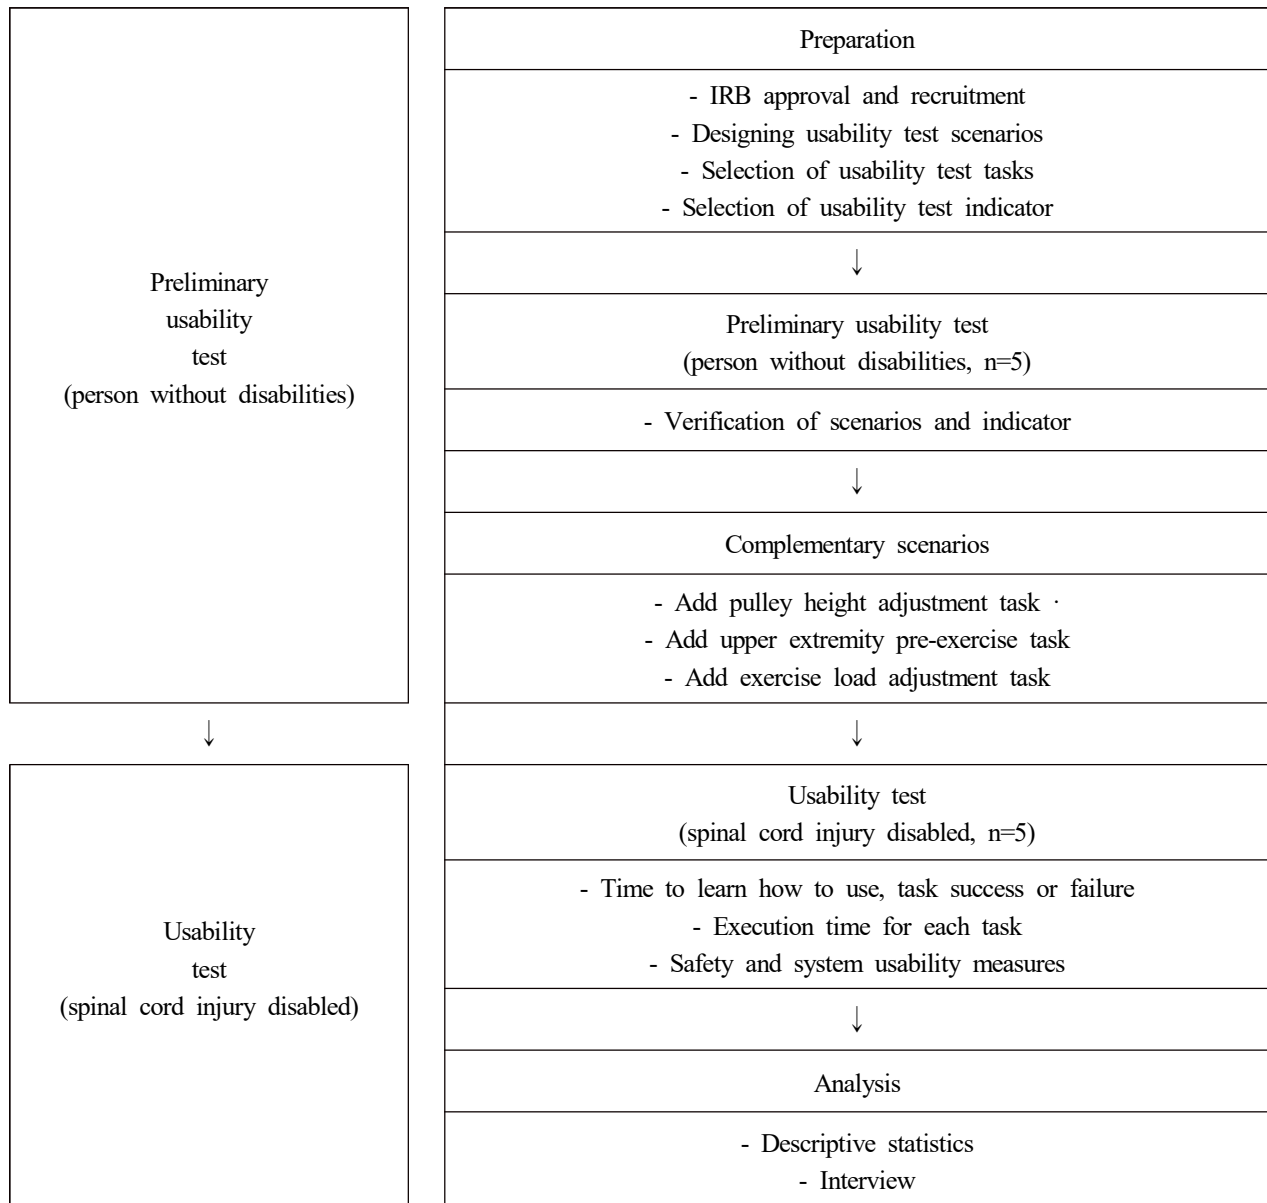 Preliminary
usability
test
(person without disabilities)
↓
Usability
test
(spinal cord injury disabled)
Preparation
- IRB approval and recruitment
- Designing usability test scenarios
- Selection of usability test tasks
- Selection of usability test indicator
↓
Preliminary usability test
(person without disabilities, n=5)
- Verification of scenarios and indicator
↓
Complementary scenarios
- Add pulley height adjustment task ·
- Add upper extremity pre-exercise task
- Add exercise load adjustment task
↓
Usability test
(spinal cord injury disabled, n=5)
- Time to learn how to use, task success or failure
- Execution time for each task
- Safety and system usability measures
↓
Analysis
- Descriptive statistics
- Interview